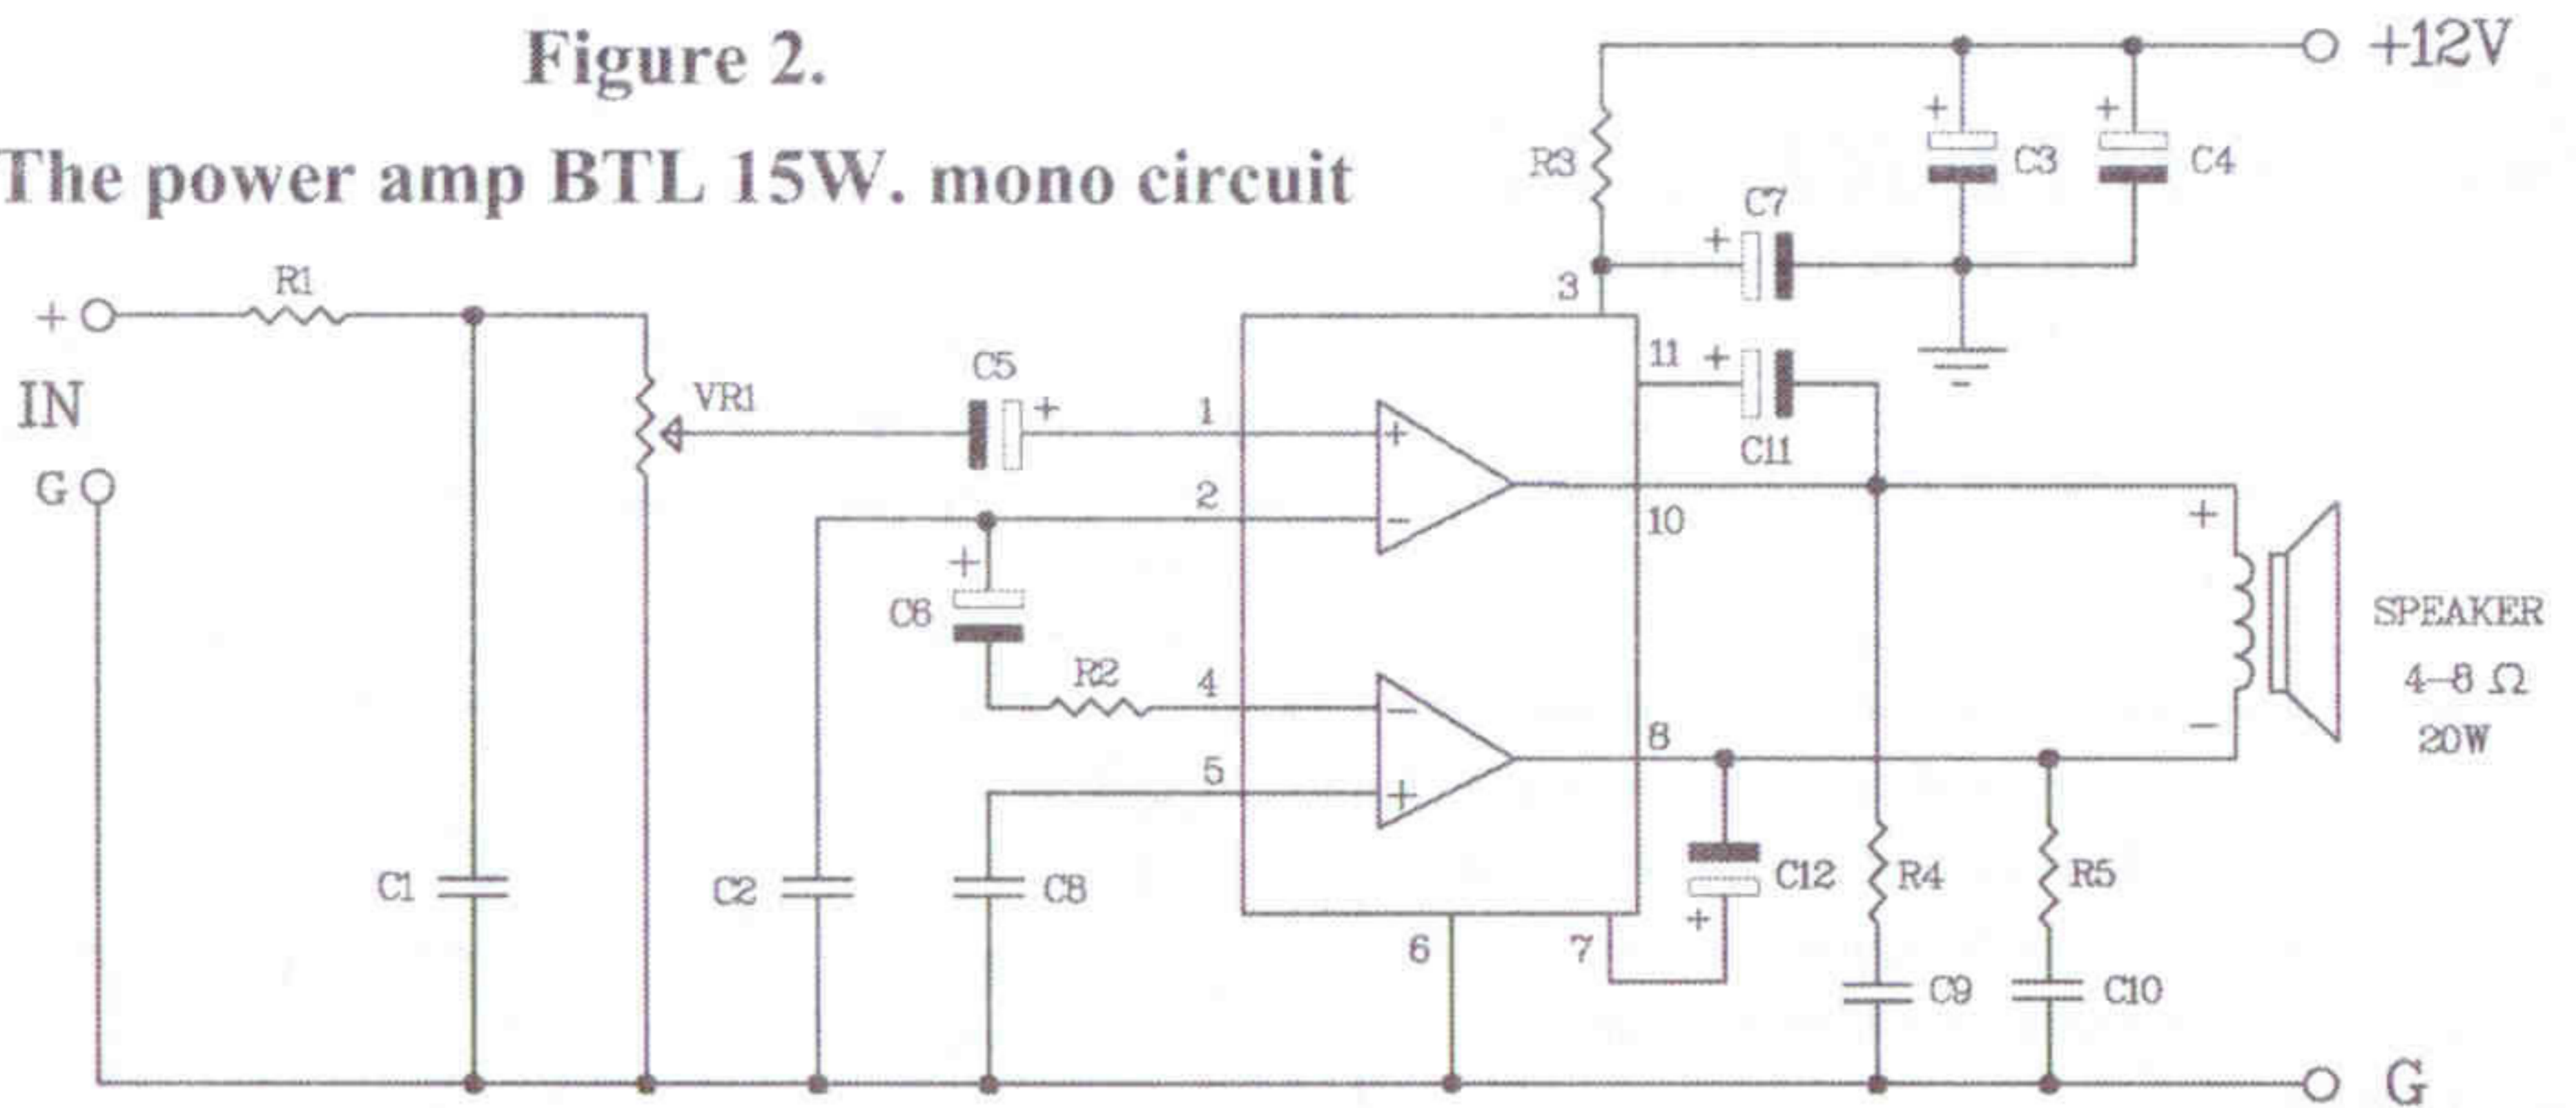 Figure 2.
The power amp BTL 15W. mono circuit
+12V
+
+
R3
C3
C4
C7
+
3
R1
+
IN
G
VR1
C5
+
1
2
+
−
11
+
C11
10
+
C6
R2
4
5
−
+
8
+
−
SPEAKER
4–8 Ω
20W
C1
C2
C8
6
7
C12
+
R4
R5
C9
C10
G